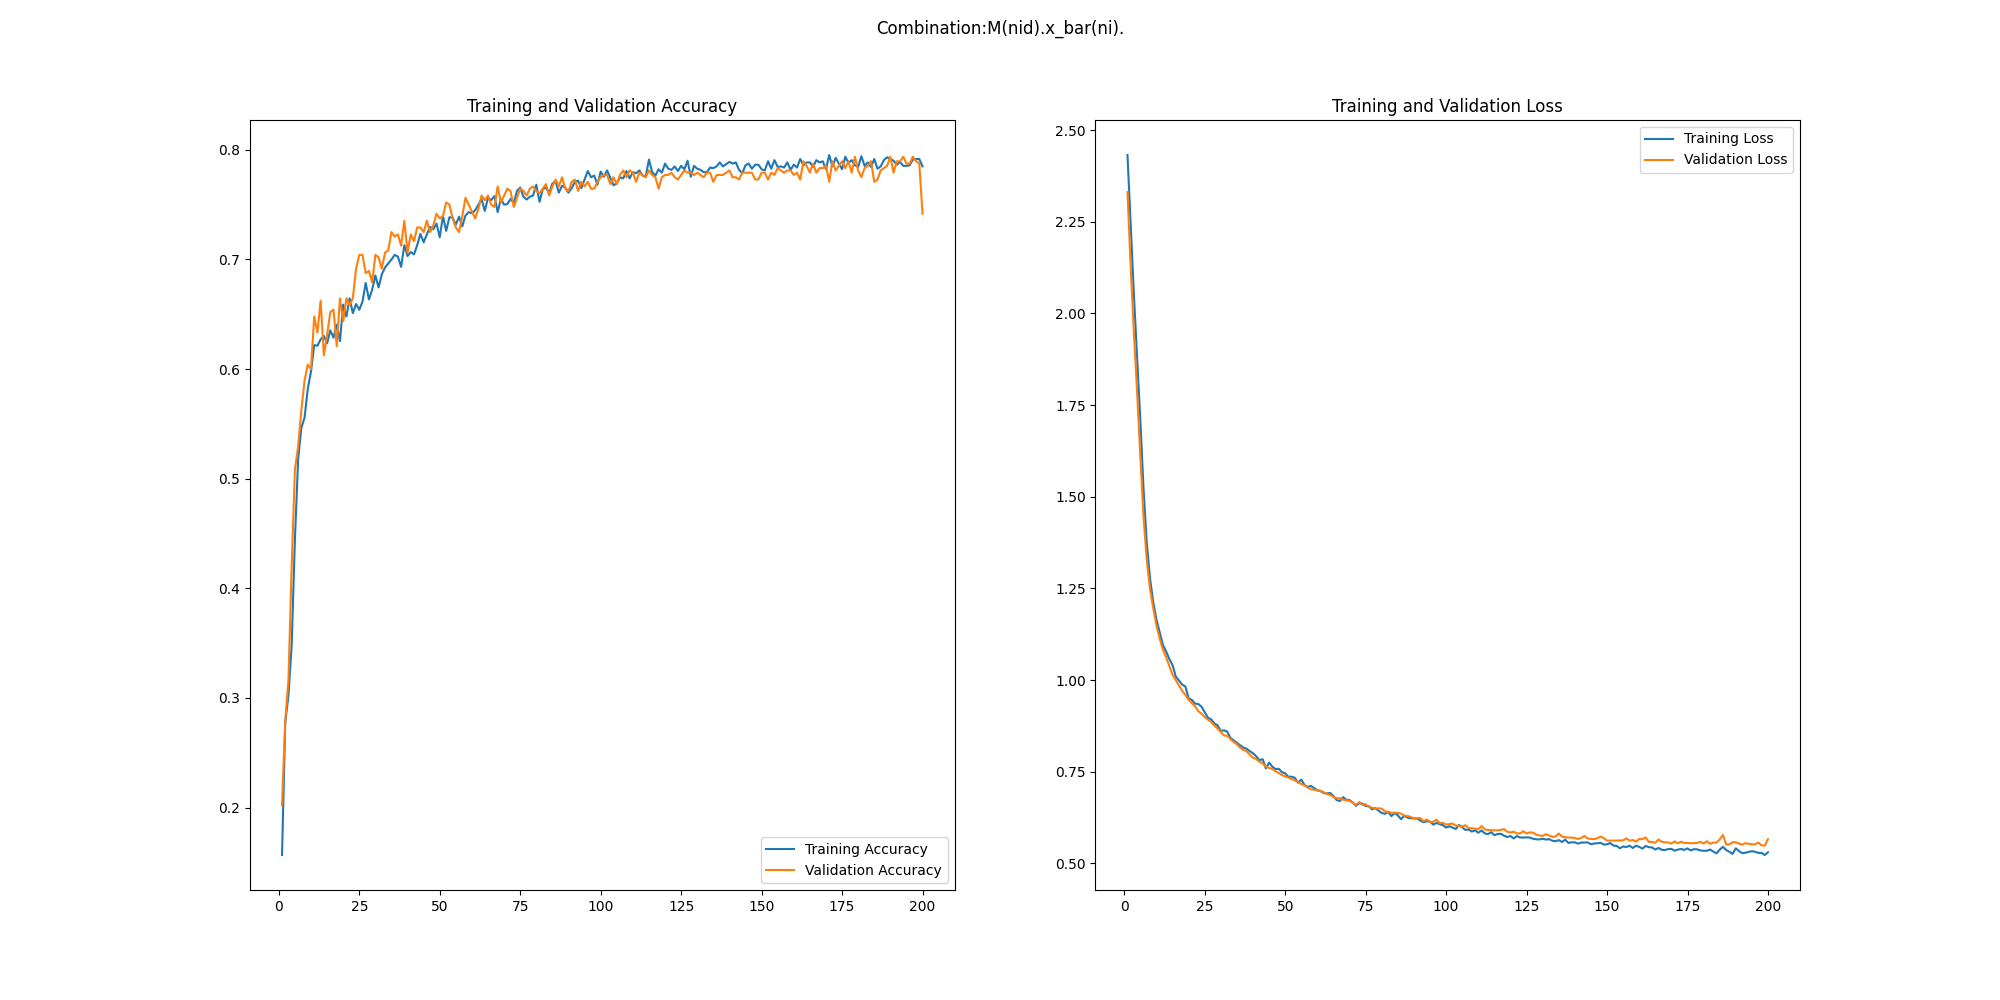 Combination:M(nid).x_bar(ni).
Training and Validation Accuracy
0.8
0.7
0.6
0.5
0.4
0.3
0.2
0 25 50 75 100 125 150 175 200
Training Accuracy
Validation Accuracy
Training and Validation Loss
2.50
2.25
2.00
1.75
1.50
1.25
1.00
0.75
0.50
0 25 50 75 100 125 150 175 200
Training Loss
Validation Loss